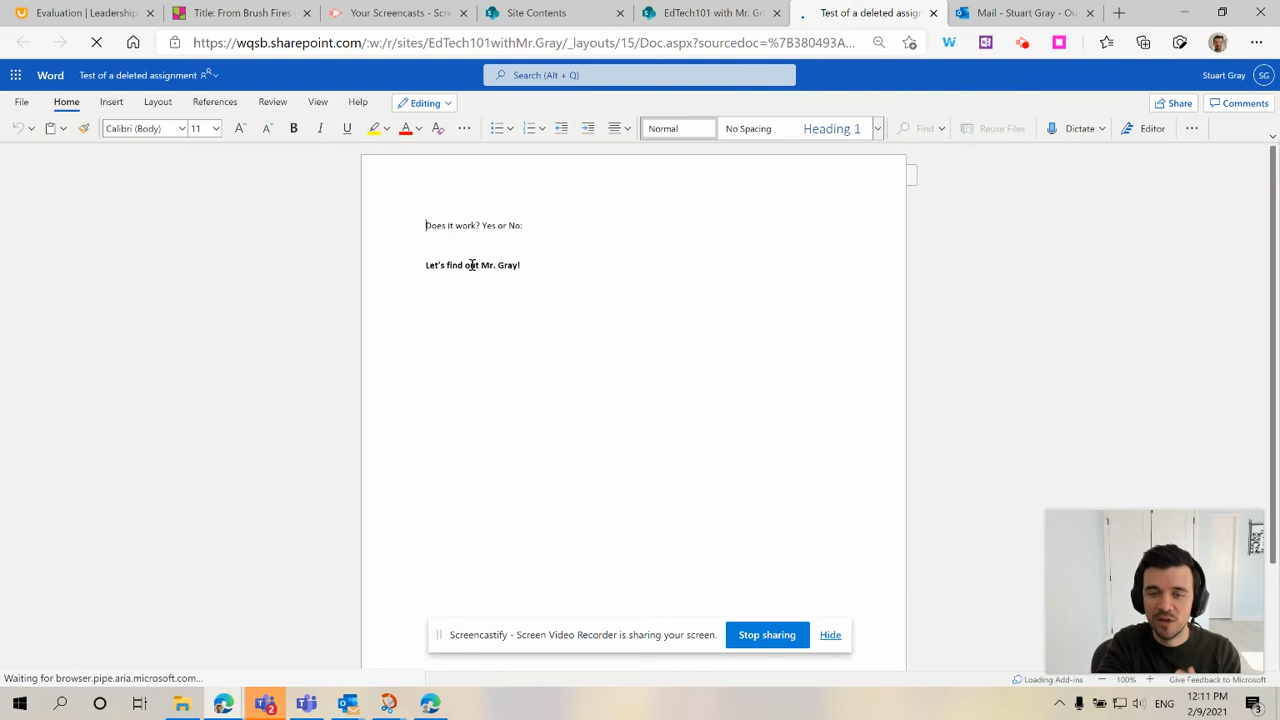 Evaluation | Leadership
Title: From Brush Fires
Your Screencasts - Scre
Site Contents
EdTech101 with Mr. Gra
Test of a deleted assign
Mail - Stuart Gray - Ou
https://wqsb.sharepoint.com/:w:/r/sites/EdTech101withMr.Gray/_layouts/15/Doc.aspx?sourcedoc=%7B380493A...
Word
Test of a deleted assignment
Search (Alt + Q)
Stuart Gray
SG
File
Home
Insert
Layout
References
Review
View
Help
Editing
Share
Comments
Calibri (Body)
11
Normal
No Spacing
Heading 1
Find
Reuse Files
Dictate
Editor
Does it work? Yes or No:
Let's find out Mr. Gray!
Screencastify - Screen Video Recorder is sharing your screen.
Stop sharing
Hide
Waiting for browser.pipe.aria.microsoft.com...
Loading Add-ins
100%
Give Feedback to Microsoft
2
12:11 PM
2/9/2021
3